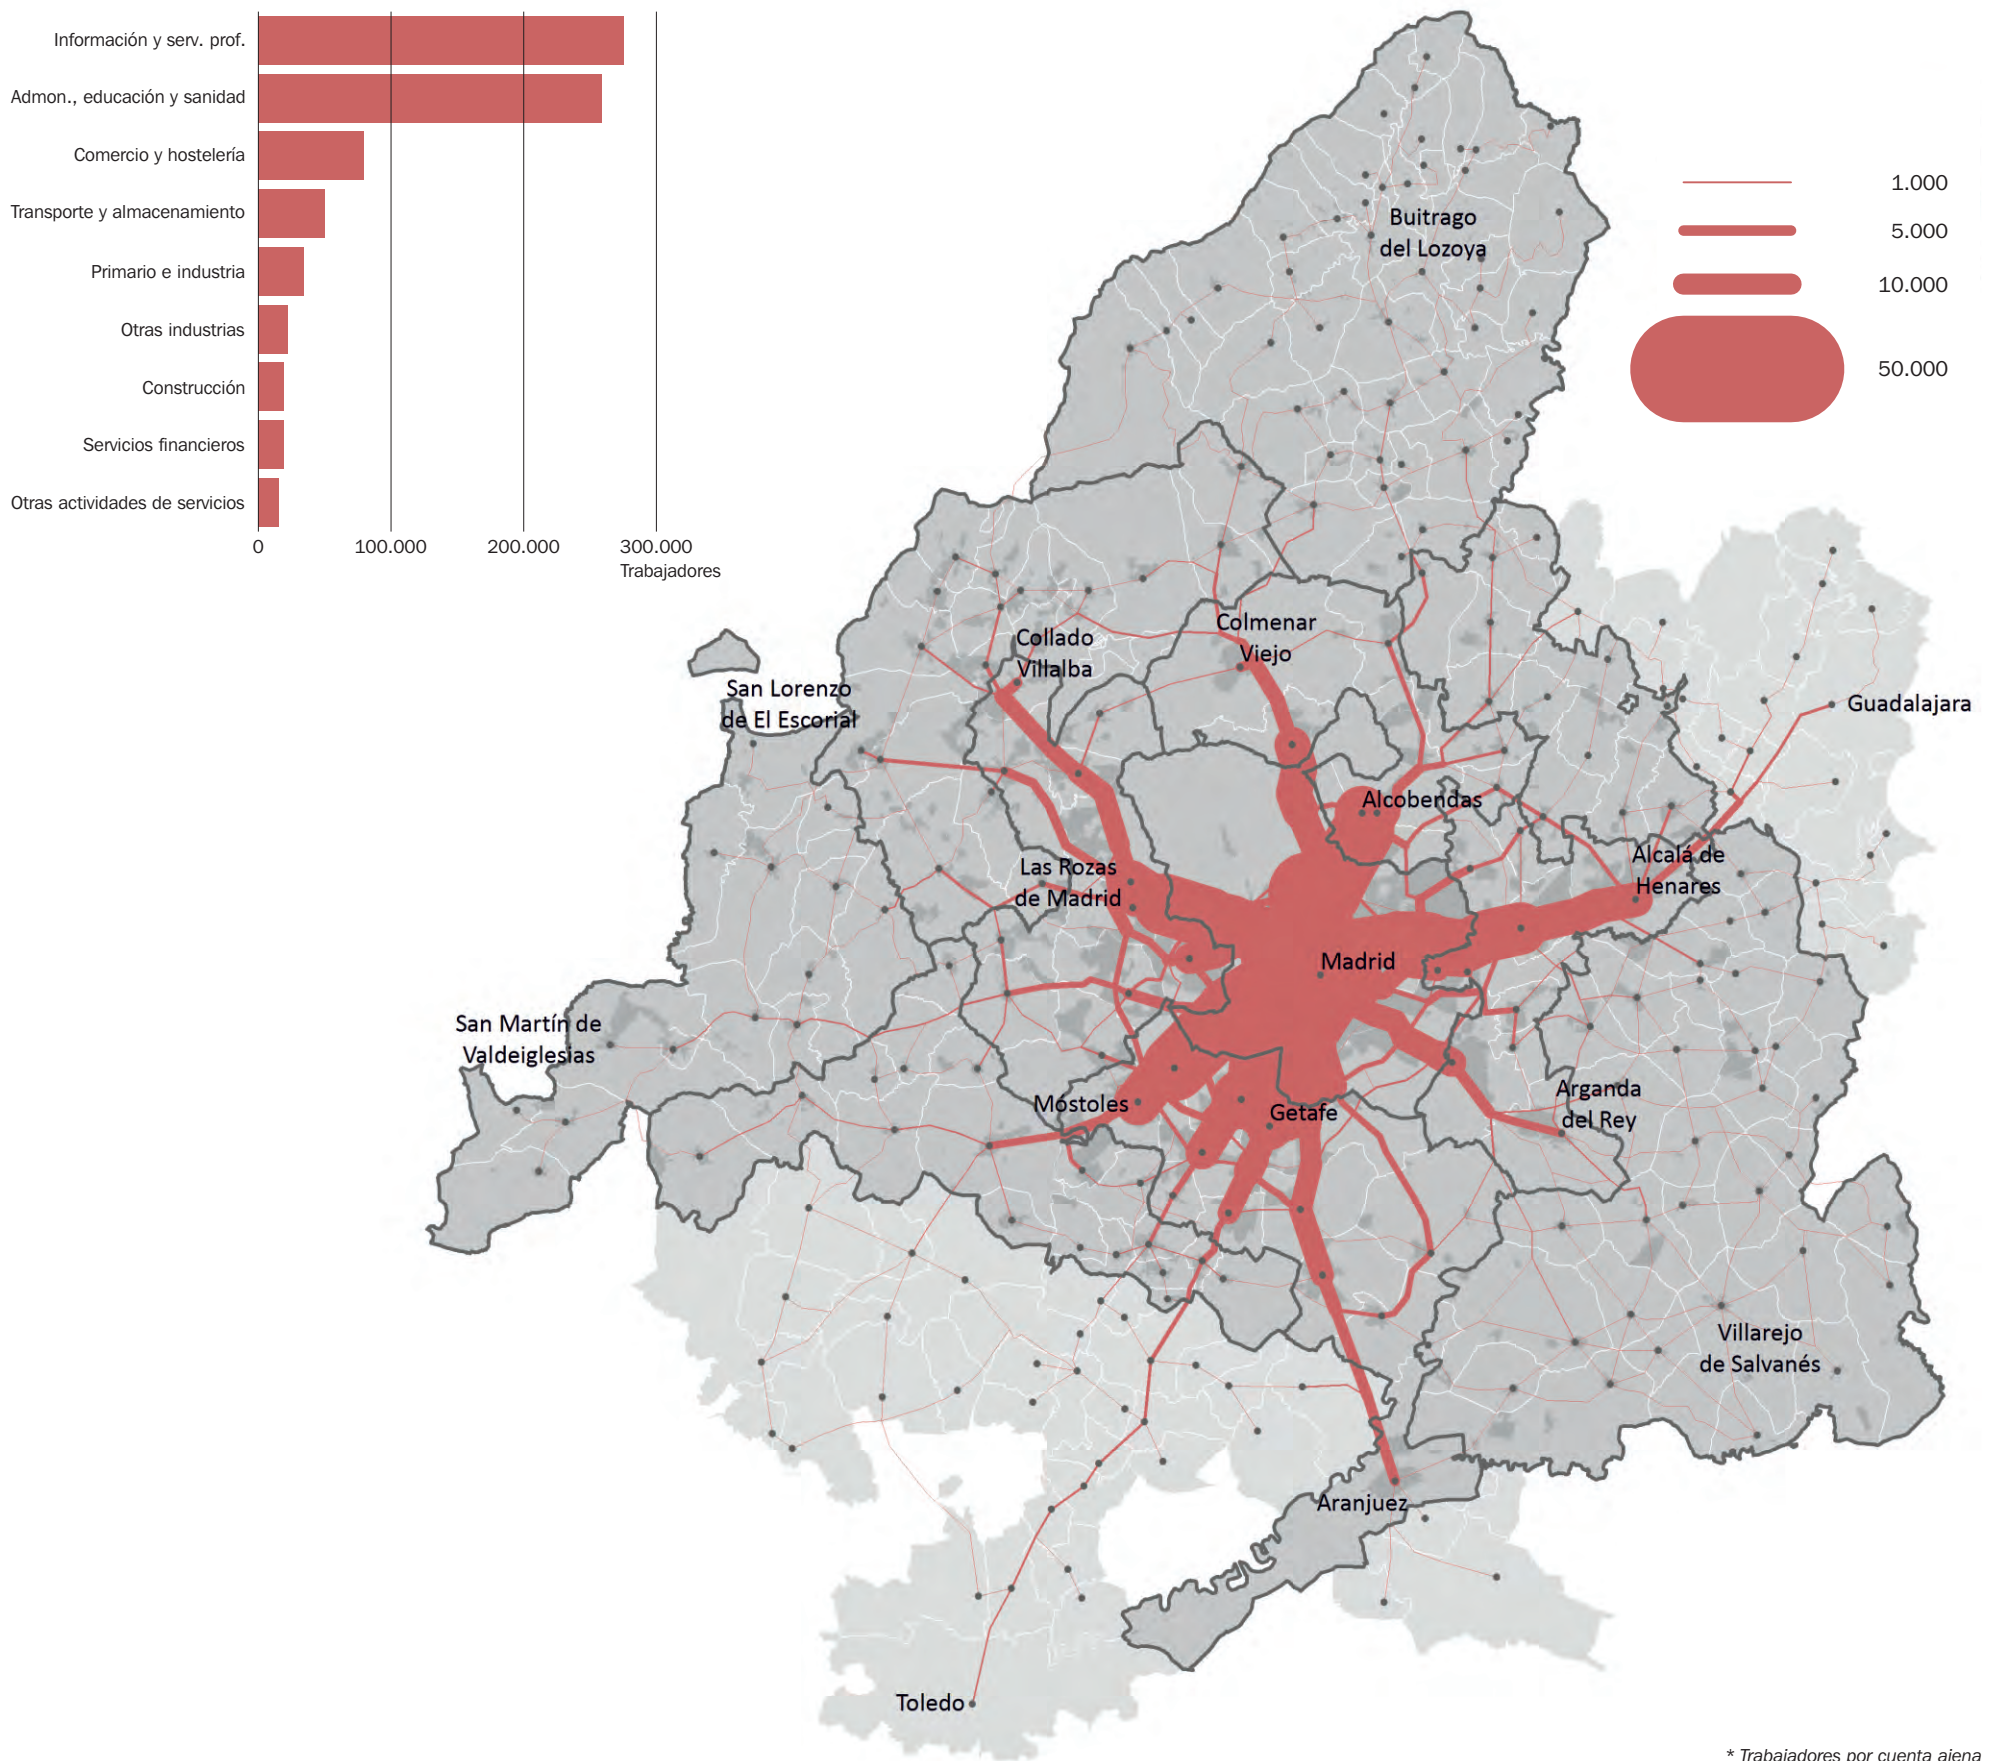 Información y serv. prof.
Admon., educación y sanidad
Comercio y hostelería
Transporte y almacenamiento
Primario e industria
Otras industrias
Construcción
Servicios financieros
Otras actividades de servicios
0
100.000
200.000
300.000
Trabajadores
1.000
5.000
10.000
50.000
Buitrago
del Lozoya
Colmenar
Viejo
Collado
Villalba
San Lorenzo
de El Escorial
Guadalajara
Alcobendas
Las Rozas
de Madrid
Alcalá de
Henares
Madrid
San Martín de
Valdeiglesias
Móstoles
Getafe
Arganda
del Rey
Villarejo
de Salvanés
Aranjuez
Toledo
* Trabajadores por cuenta ajena